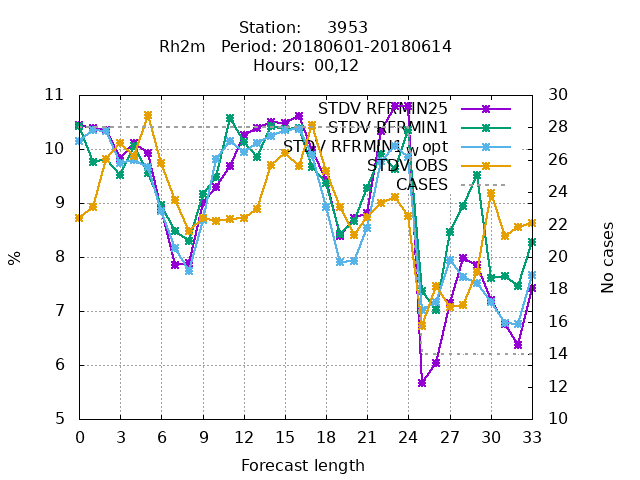 Station:     3953
Rh2m   Period: 20180601-20180614
Hours:  00,12
11
10
9
8
7
6
5
%
30
28
26
24
22
20
18
16
14
12
10
No cases
STDV RFRMIN25
STDV RFRMIN1
STDV opt
STDV OBS
CASES
0 3 6 9 12 15 18 21 24 27 30 33
Forecast length